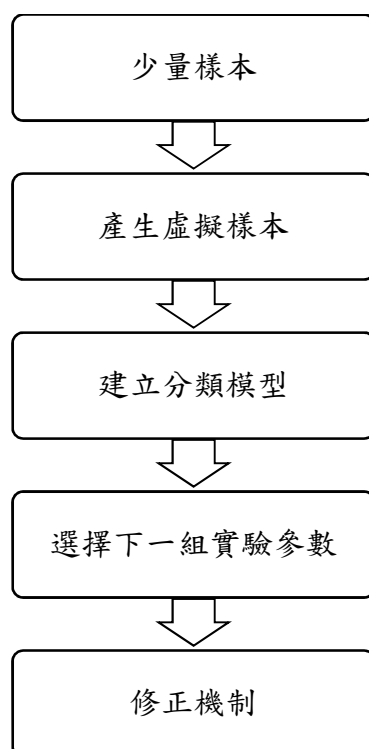 少量樣本
產生虛擬樣本
建立分類模型
選擇下一組實驗參數
修正機制